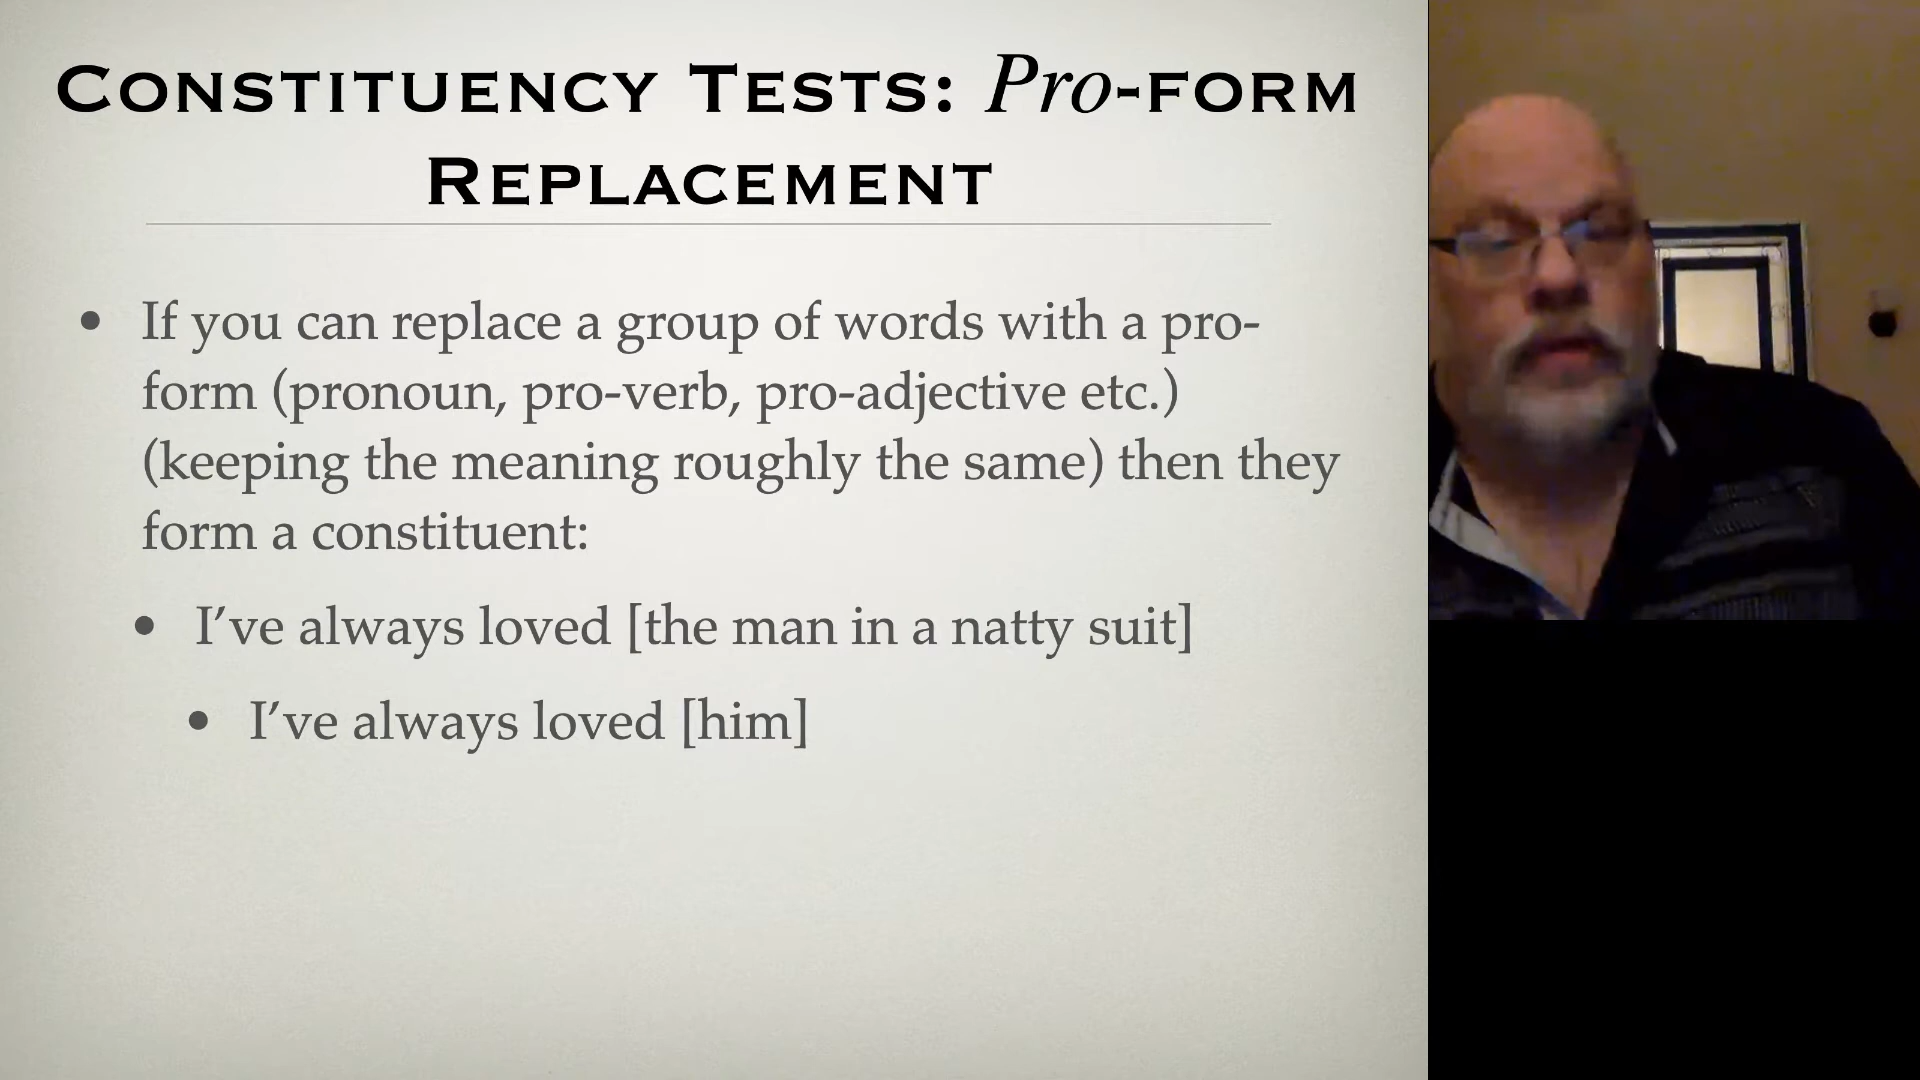 Constituency Tests: Pro-form
Replacement
• If you can replace a group of words with a pro-
form (pronoun, pro-verb, pro-adjective etc.)
(keeping the meaning roughly the same) then they
form a constituent:
• I’ve always loved [the man in a natty suit]
• I’ve always loved [him]